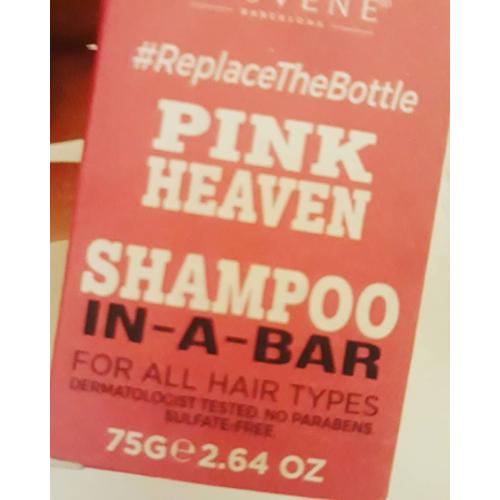 BARCELONA
#ReplaceTheBottle
PINK
HEAVEN
SHAMPOO
IN-A-BAR
FOR ALL HAIR TYPES
DERMATOLOGIST TESTED. NO PARABENS.
SULFATE-FREE.
75G℮2.64 OZ